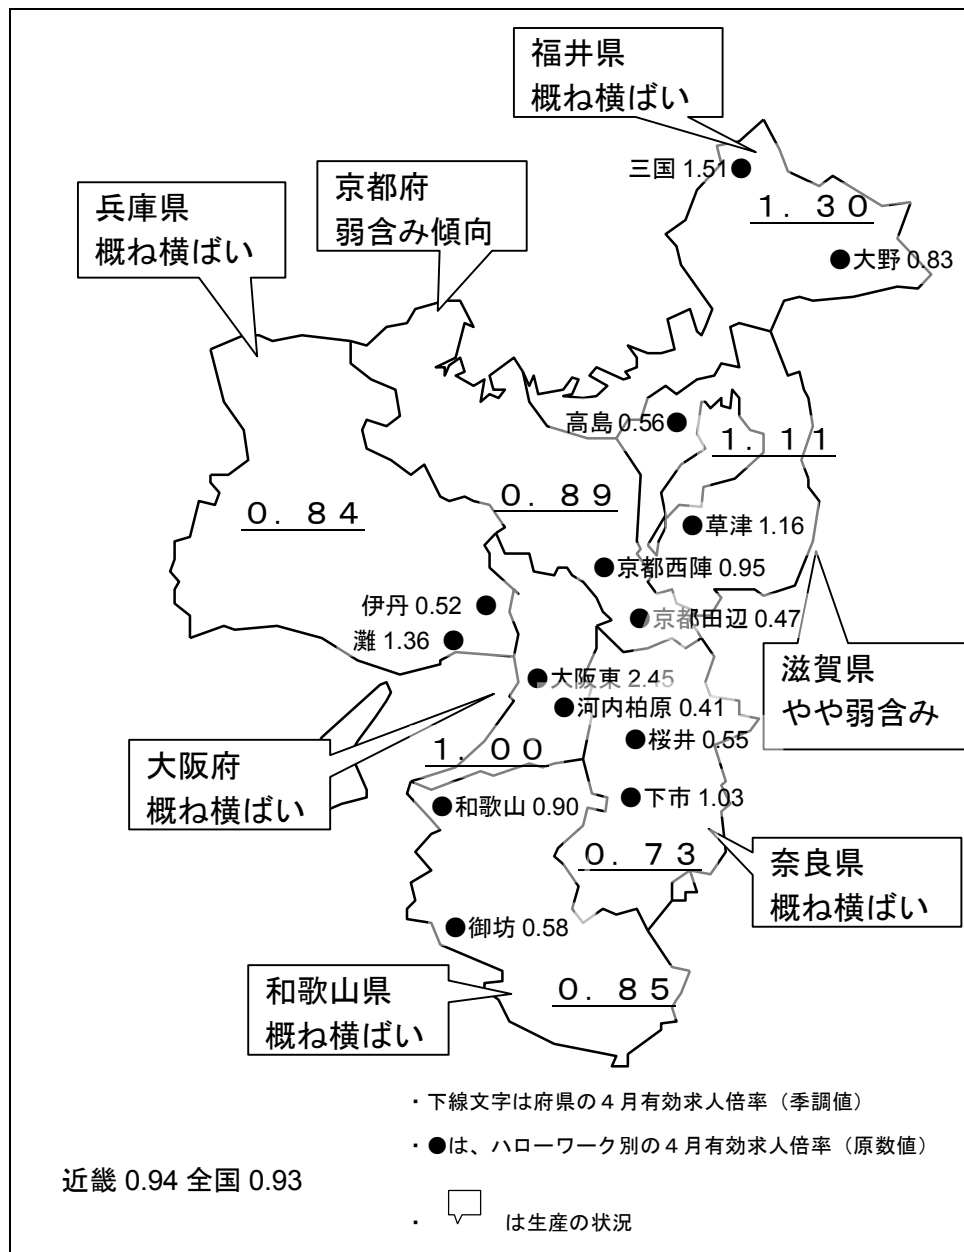 福井県
概ね横ばい
三国 1.51
１．３０
大野 0.83
京都府
弱含み傾向
兵庫県
概ね横ばい
高島 0.56
１．１１
０．８４
０．８９
草津 1.16
京都西陣 0.95
伊丹 0.52
京都田辺 0.47
灘 1.36
滋賀県
やや弱含み
大阪東 2.45
河内柏原 0.41
桜井 0.55
１．００
大阪府
概ね横ばい
和歌山 0.90
下市 1.03
０．７３
奈良県
概ね横ばい
御坊 0.58
和歌山県
概ね横ばい
０．８５
・下線文字は府県の４月有効求人倍率（季調値）
・●は、ハローワーク別の４月有効求人倍率（原数値）
近畿 0.94 全国 0.93
・ は生産の状況